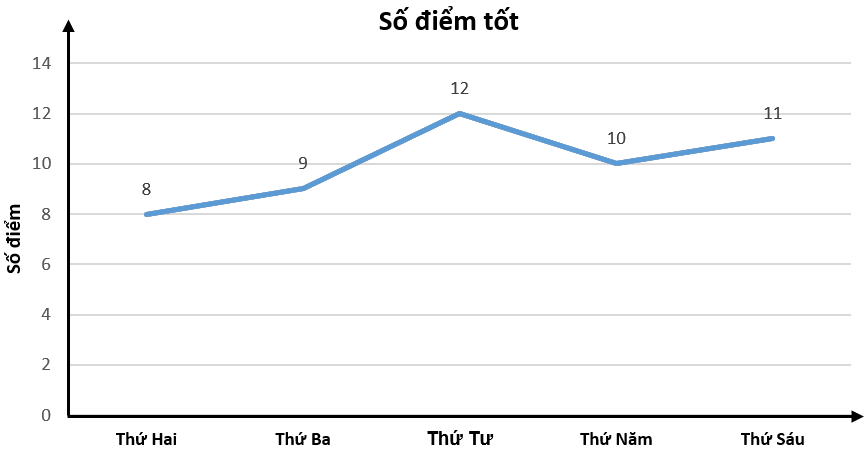 Số điểm tốt
Số điểm
14
12
10
8
6
4
2
0
8
9
12
10
11
Thứ Hai
Thứ Ba
Thứ Tư
Thứ Năm
Thứ Sáu